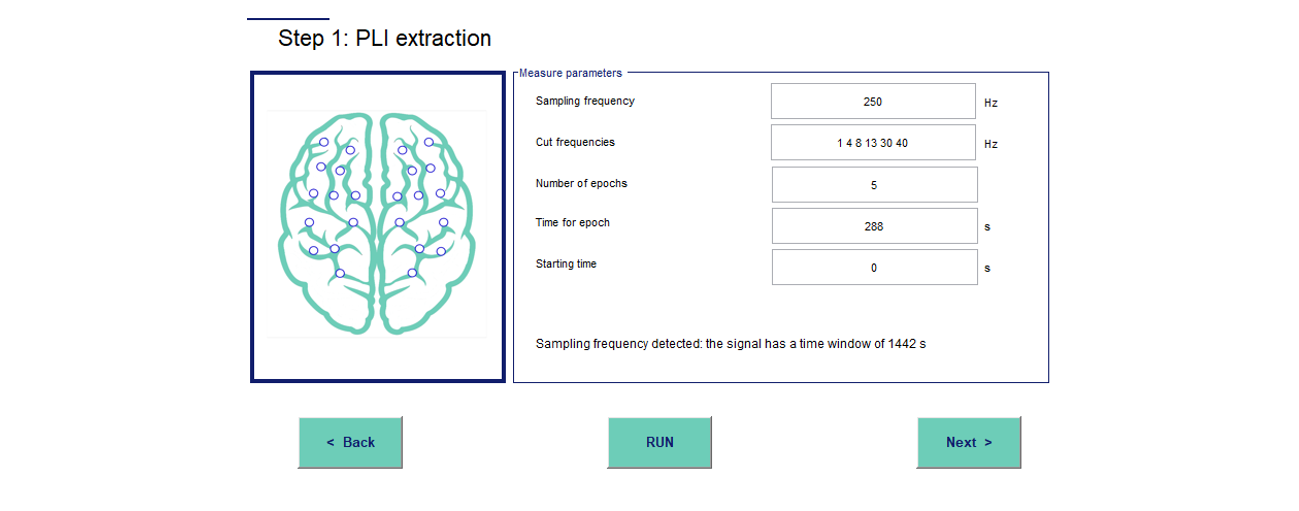 Step 1: PLI extraction
Measure parameters
Sampling frequency 250 Hz
Cut frequencies 1 4 8 13 30 40 Hz
Number of epochs 5
Time for epoch 288 s
Starting time 0 s
Sampling frequency detected: the signal has a time window of 1442 s
< Back RUN Next >